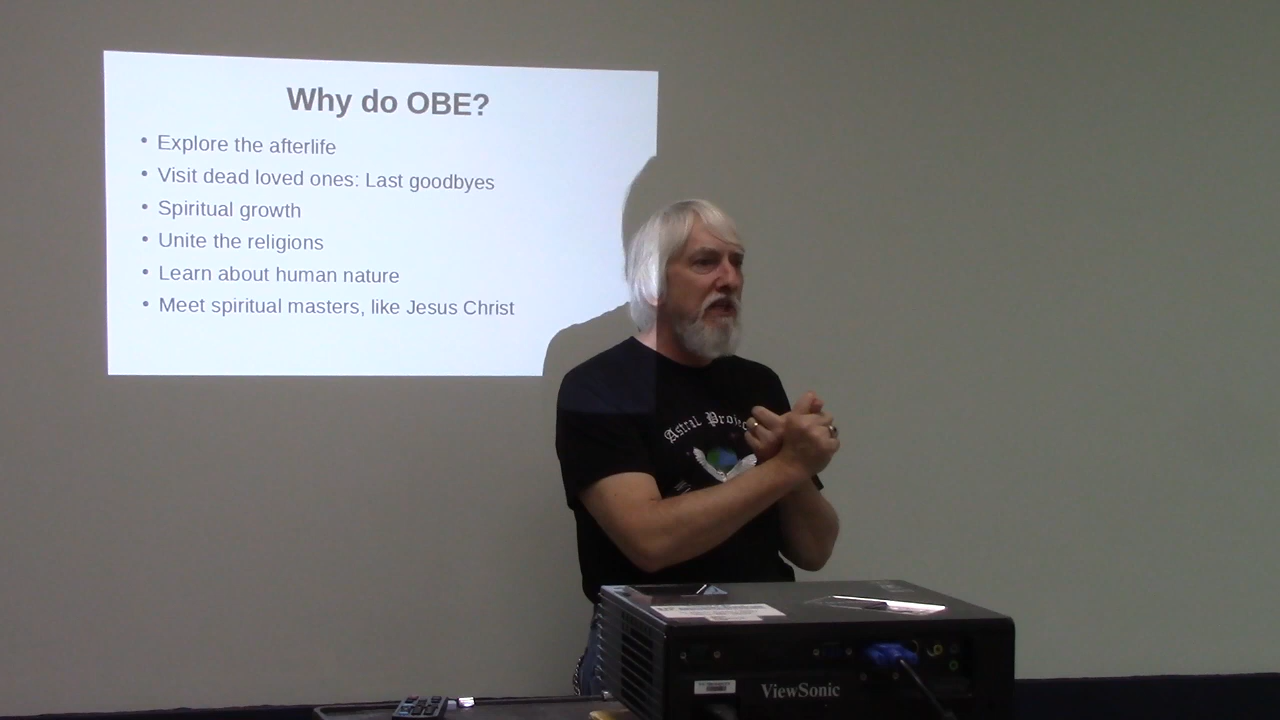 Why do OBE?
• Explore the afterlife
• Visit dead loved ones: Last goodbyes
• Spiritual growth
• Unite the religions
• Learn about human nature
• Meet spiritual masters, like Jesus Christ
Astral
ViewSonic